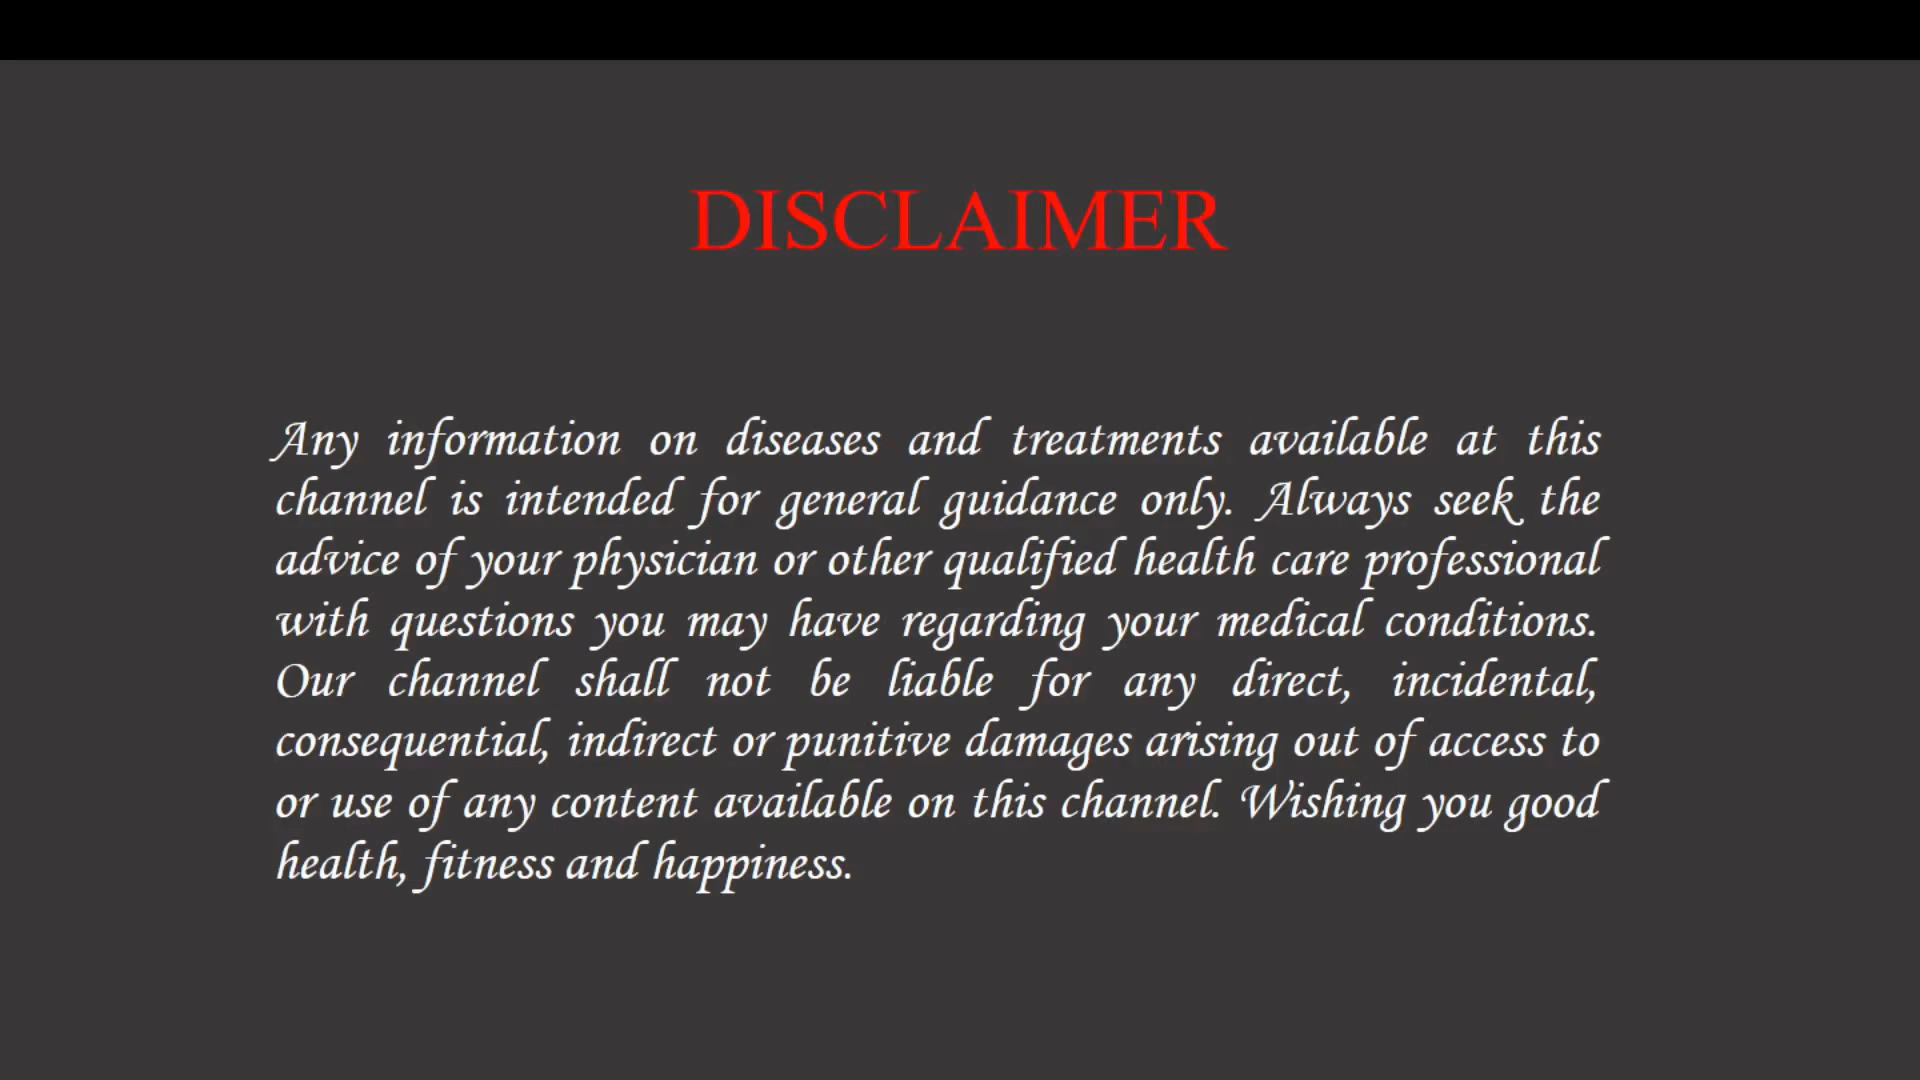 DISCLAIMER
Any information on diseases and treatments available at this
channel is intended for general guidance only. Always seek the
advice of your physician or other qualified health care professional
with questions you may have regarding your medical conditions.
Our channel shall not be liable for any direct, incidental,
consequential, indirect or punitive damages arising out of access to
or use of any content available on this channel. Wishing you good
health, fitness and happiness.